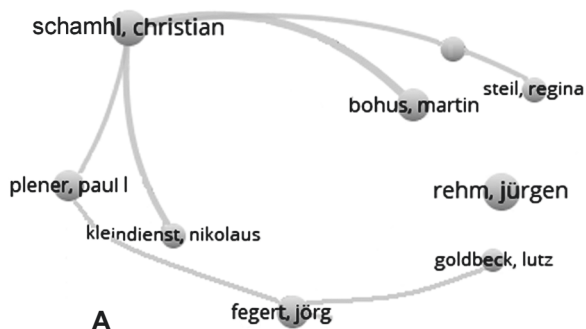 schamhl, christian
steil, regina
bohus, martin
plener, paul l
rehm, jürgen
kleindienst, nikolaus
goldbeck, lutz
fegert, jörg
A